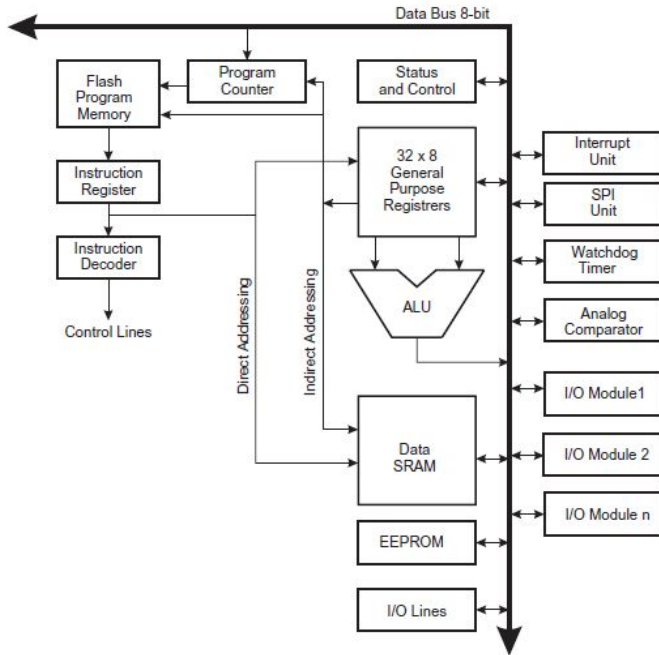 Data Bus 8-bit
Flash
Program
Memory
Program
Counter
Status
and Control
Instruction
Register
32 x 8
General
Purpose
Registrers
Interrupt
Unit
SPI
Unit
Instruction
Decoder
Watchdog
Timer
Control Lines
Direct Addressing
Indirect Addressing
ALU
Analog
Comparator
I/O Module1
Data
SRAM
I/O Module 2
I/O Module n
EEPROM
I/O Lines